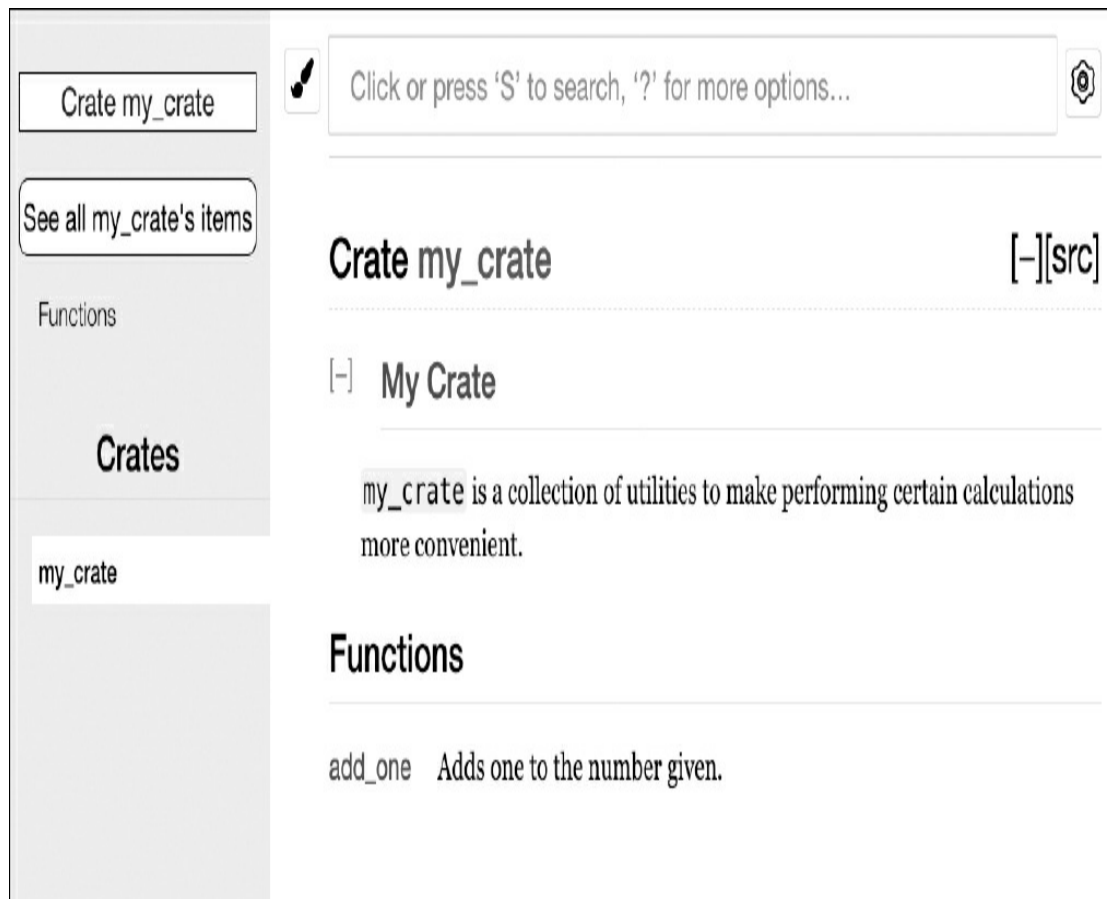 Crate my_crate
See all my_crate's items
Functions
Crates
my_crate
Click or press ‘S’ to search, ‘?’ for more options...
Crate my_crate [−][src]
[−] My Crate
my_crate is a collection of utilities to make performing certain calculations
more convenient.
Functions
add_one Adds one to the number given.